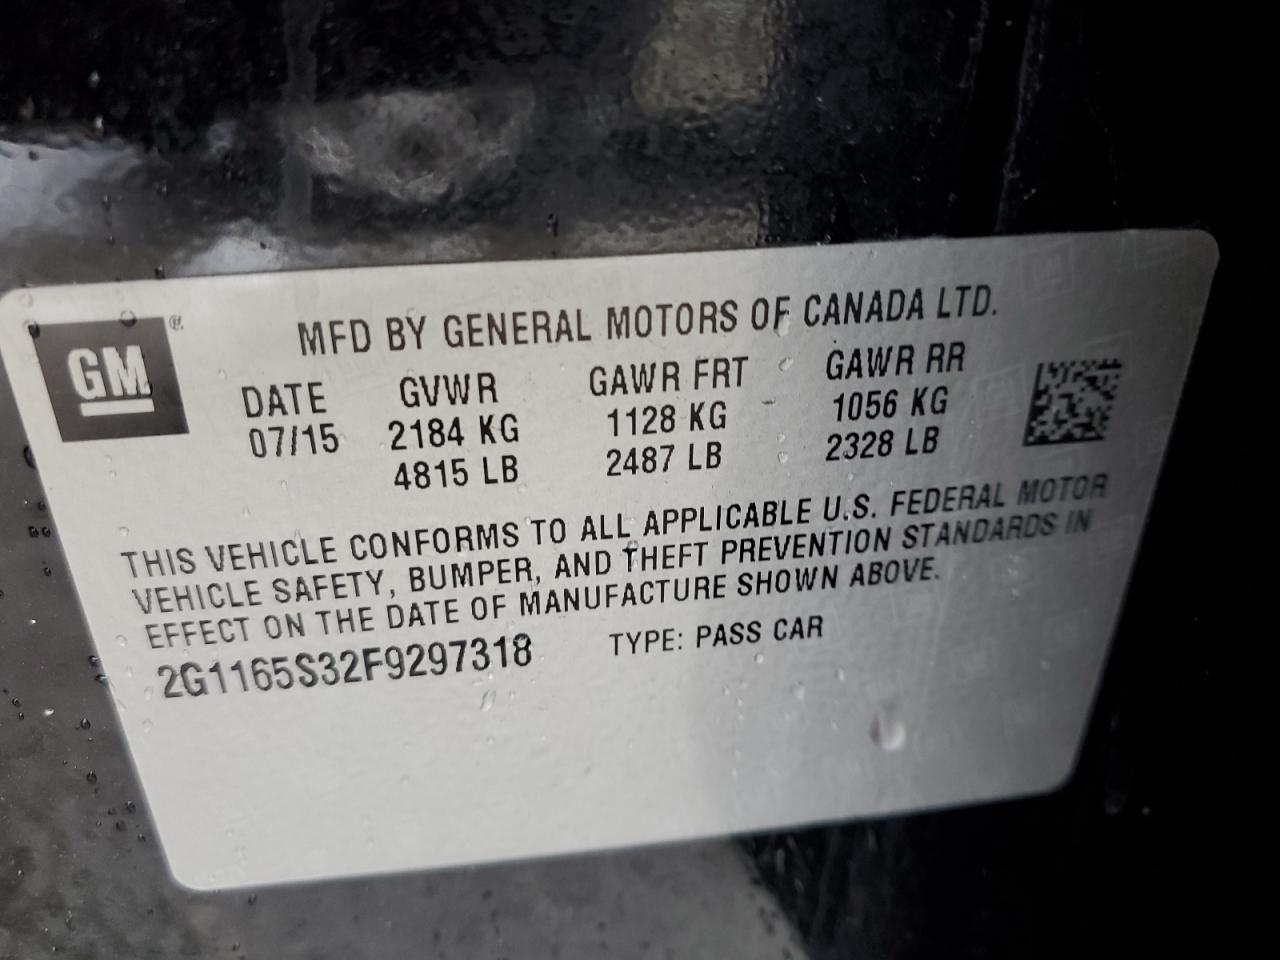 GM ®
MFD BY GENERAL MOTORS OF CANADA LTD.
DATE GVWR GAWR FRT GAWR RR
07/15 2184 KG 1128 KG 1056 KG
4815 LB 2487 LB 2328 LB
THIS VEHICLE CONFORMS TO ALL APPLICABLE U.S. FEDERAL MOTOR
VEHICLE SAFETY, BUMPER, AND THEFT PREVENTION STANDARDS IN
EFFECT ON THE DATE OF MANUFACTURE SHOWN ABOVE.
2G1165S32F9297318 TYPE: PASS CAR